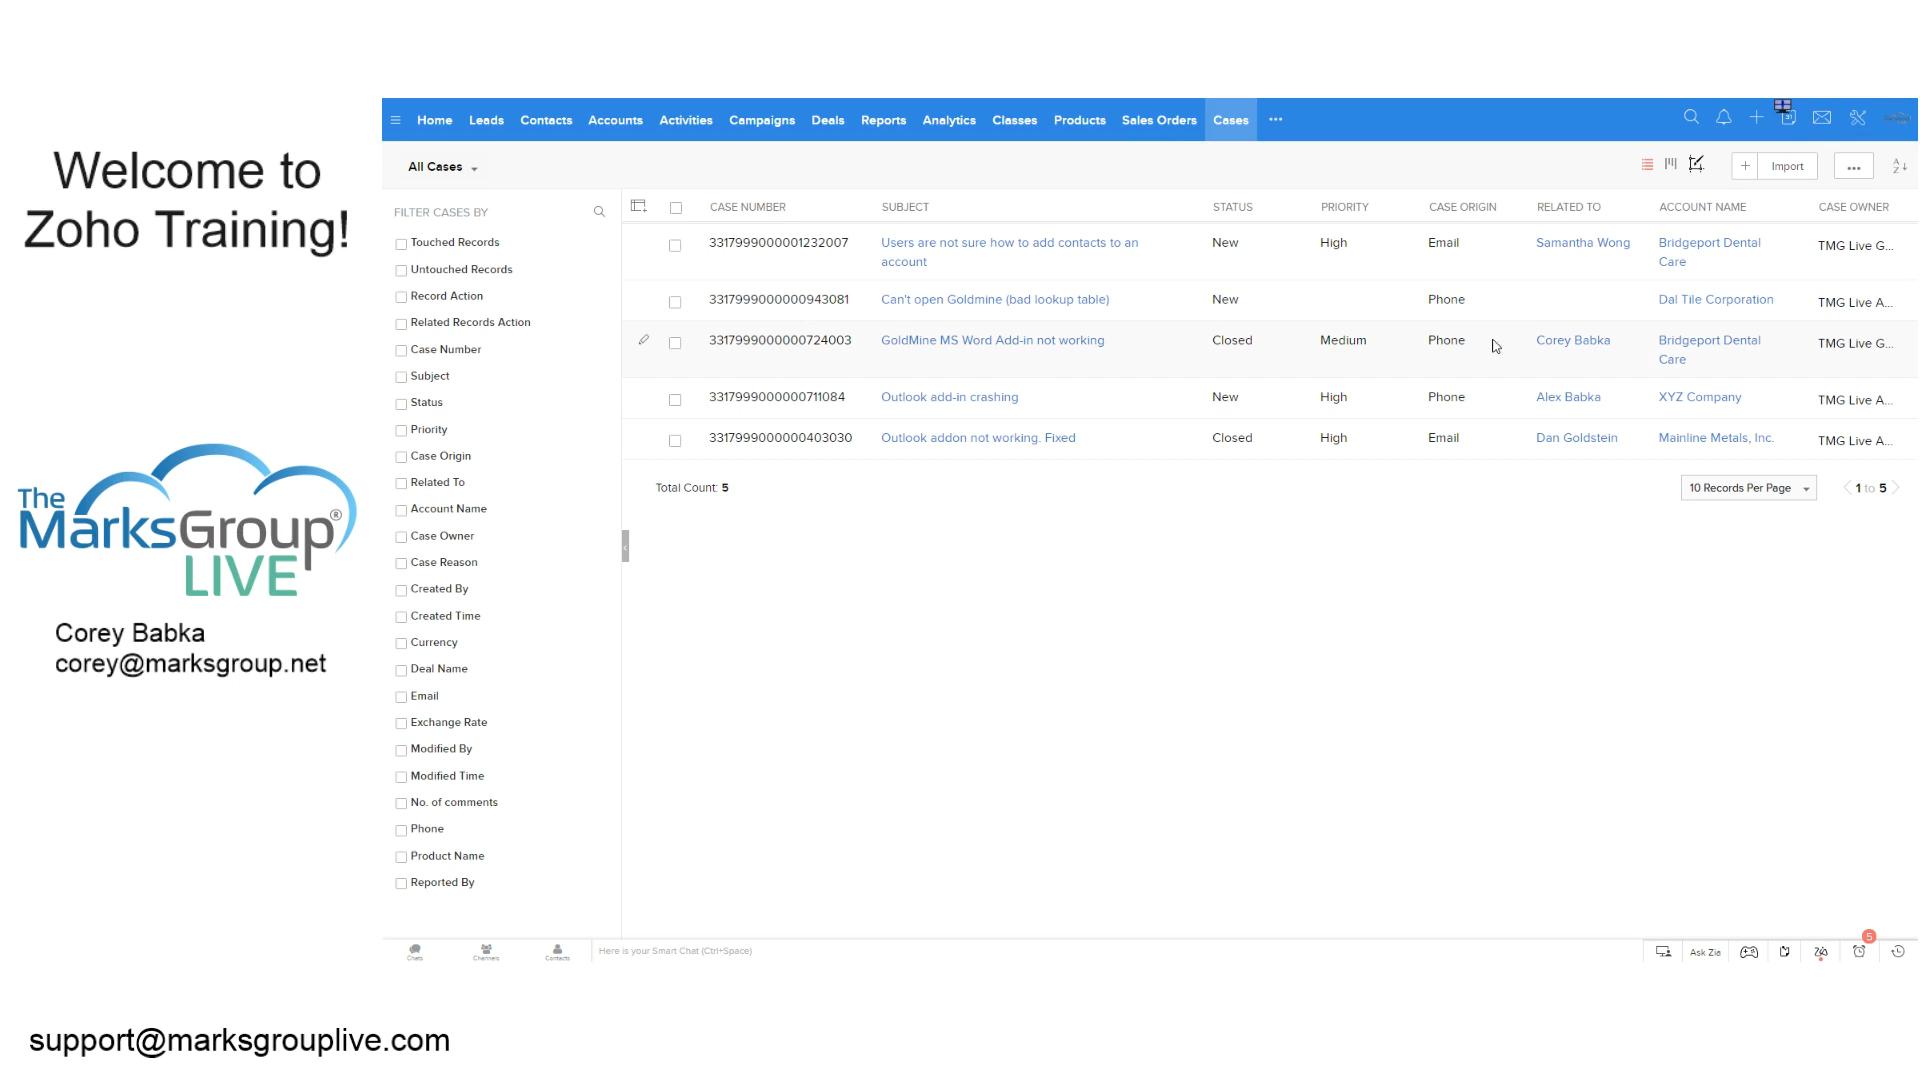 Welcome to
Zoho Training!
The
MarksGroup®
LIVE
Corey Babka
corey@marksgroup.net
support@marksgrouplive.com
Home Leads Contacts Accounts Activities Campaigns Deals Reports Analytics Classes Products Sales Orders Cases
31
All Cases
Import
A
Z
FILTER CASES BY
Touched Records
Untouched Records
Record Action
Related Records Action
Case Number
Subject
Status
Priority
Case Origin
Related To
Account Name
Case Owner
Case Reason
Created By
Created Time
Currency
Deal Name
Email
Exchange Rate
Modified By
Modified Time
No. of comments
Phone
Product Name
Reported By
CASE NUMBER SUBJECT STATUS PRIORITY CASE ORIGIN RELATED TO ACCOUNT NAME CASE OWNER
3317999000001232007 Users are not sure how to add contacts to an New High Email Samantha Wong Bridgeport Dental TMG Live G...
account Care
3317999000000943081 Can't open Goldmine (bad lookup table) New Phone Dal Tile Corporation TMG Live A...
3317999000000724003 GoldMine MS Word Add-in not working Closed Medium Phone Corey Babka Bridgeport Dental TMG Live G...
Care
3317999000000711084 Outlook add-in crashing New High Phone Alex Babka XYZ Company TMG Live A...
3317999000000403030 Outlook addon not working. Fixed Closed High Email Dan Goldstein Mainline Metals, Inc. TMG Live A...
Total Count: 5
10 Records Per Page
1 to 5
Chats Channels Contacts
Here is your Smart Chat (Ctrl+Space)
Ask Zia
5